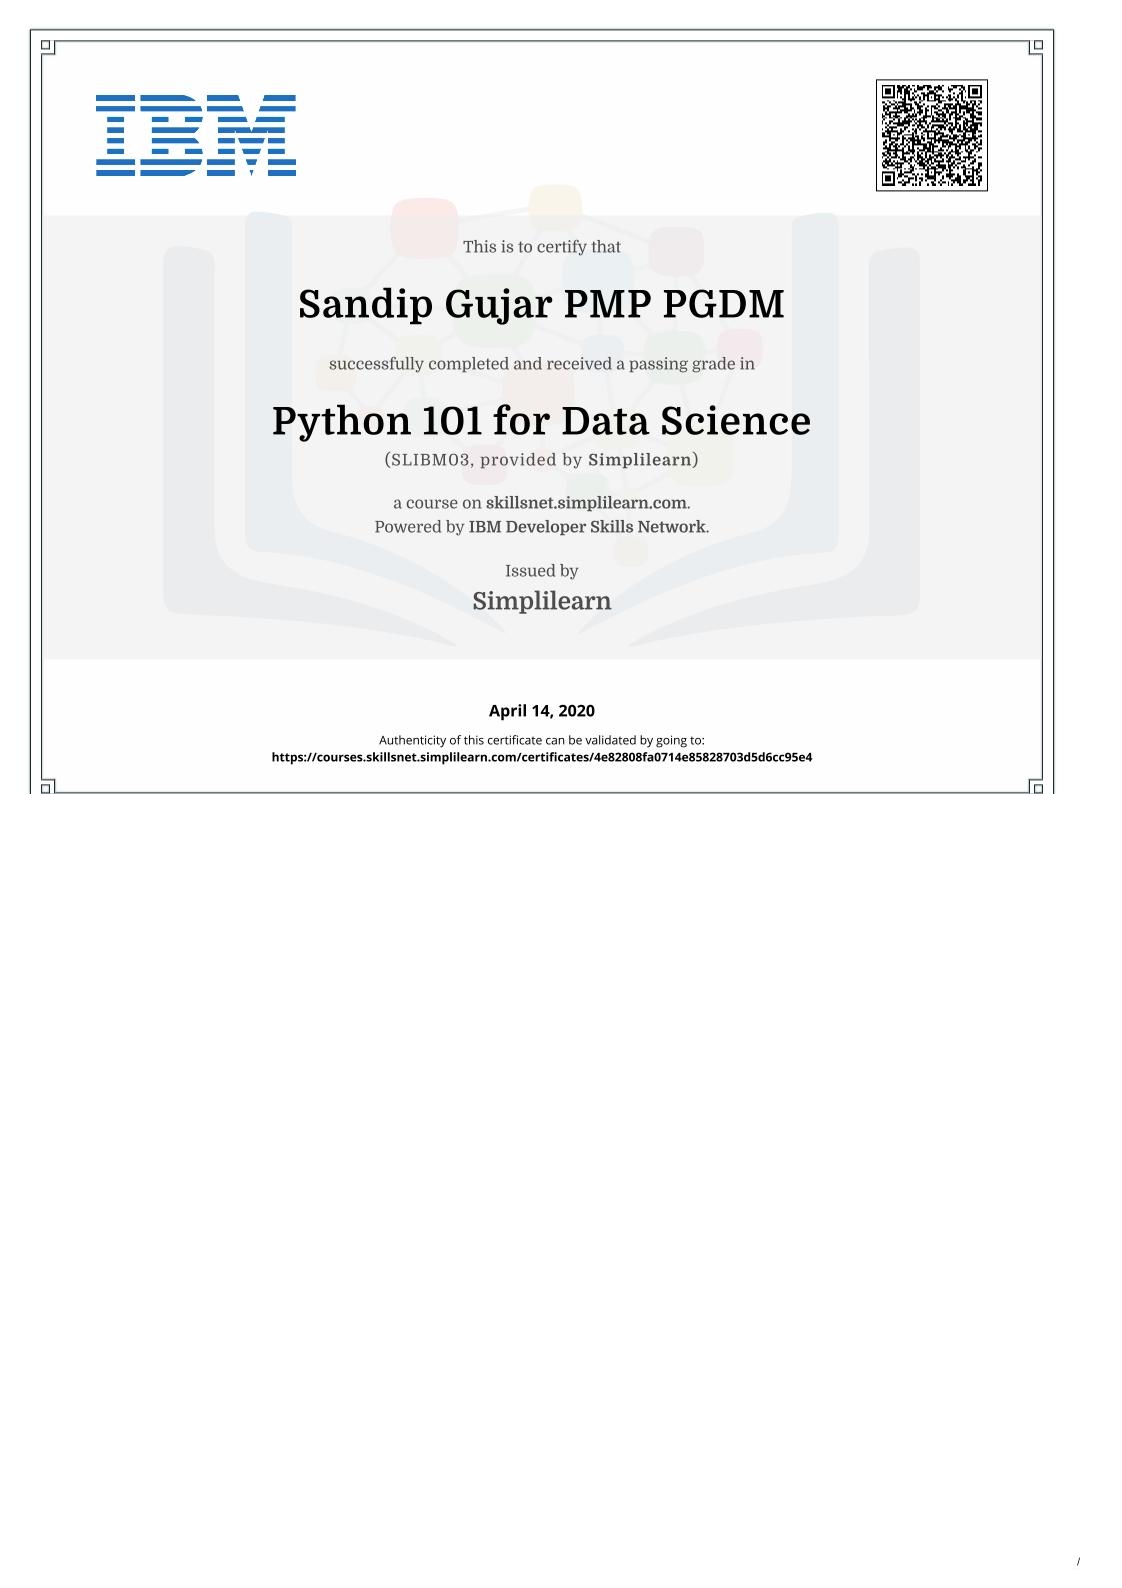 IBM
This is to certify that
Sandip Gujar PMP PGDM
successfully completed and received a passing grade in
Python 101 for Data Science
(SLIBM03, provided by Simplilearn)
a course on skillsnet.simplilearn.com.
Powered by IBM Developer Skills Network.
Issued by
Simplilearn
April 14, 2020
Authenticity of this certificate can be validated by going to:
https://courses.skillsnet.simplilearn.com/certificates/4e82808fa0714e85828703d5d6cc95e4
/